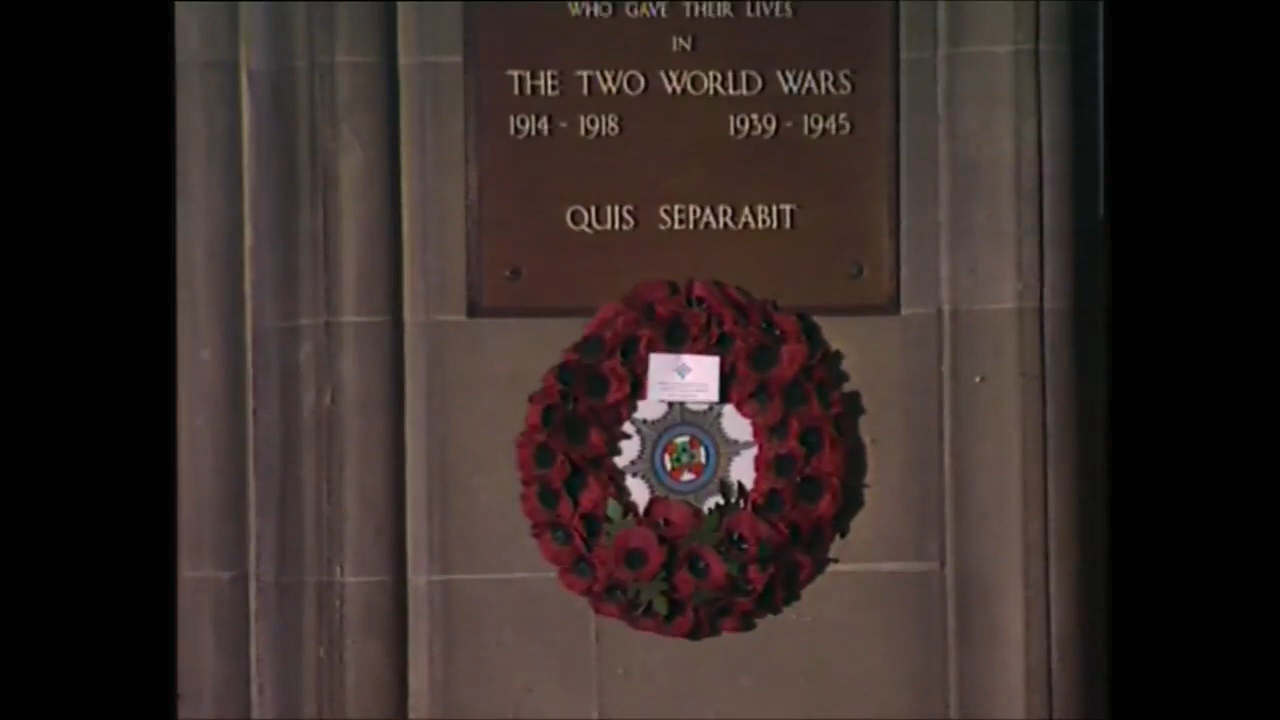 WHO GAVE THEIR LIVES
IN
THE TWO WORLD WARS
1914 - 1918 1939 - 1945
QUIS SEPARABIT